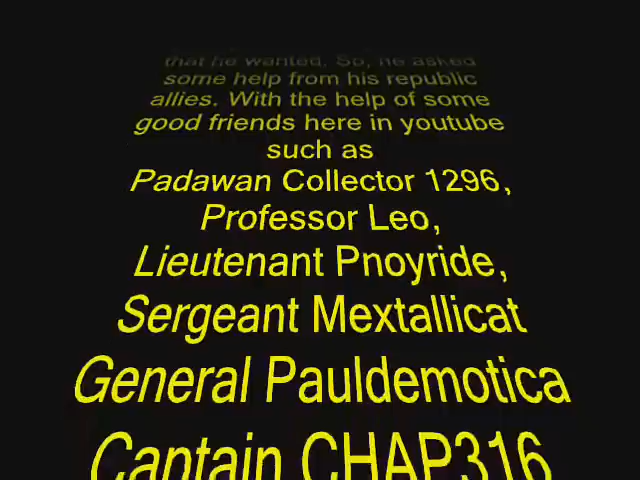 that he wanted. So, he asked
some help from his republic
allies. With the help of some
good friends here in youtube
such as
Padawan Collector 1296,
Professor Leo,
Lieutenant Pnoyride,
Sergeant Mextallicat
General Pauldemotica
Captain CHAP316